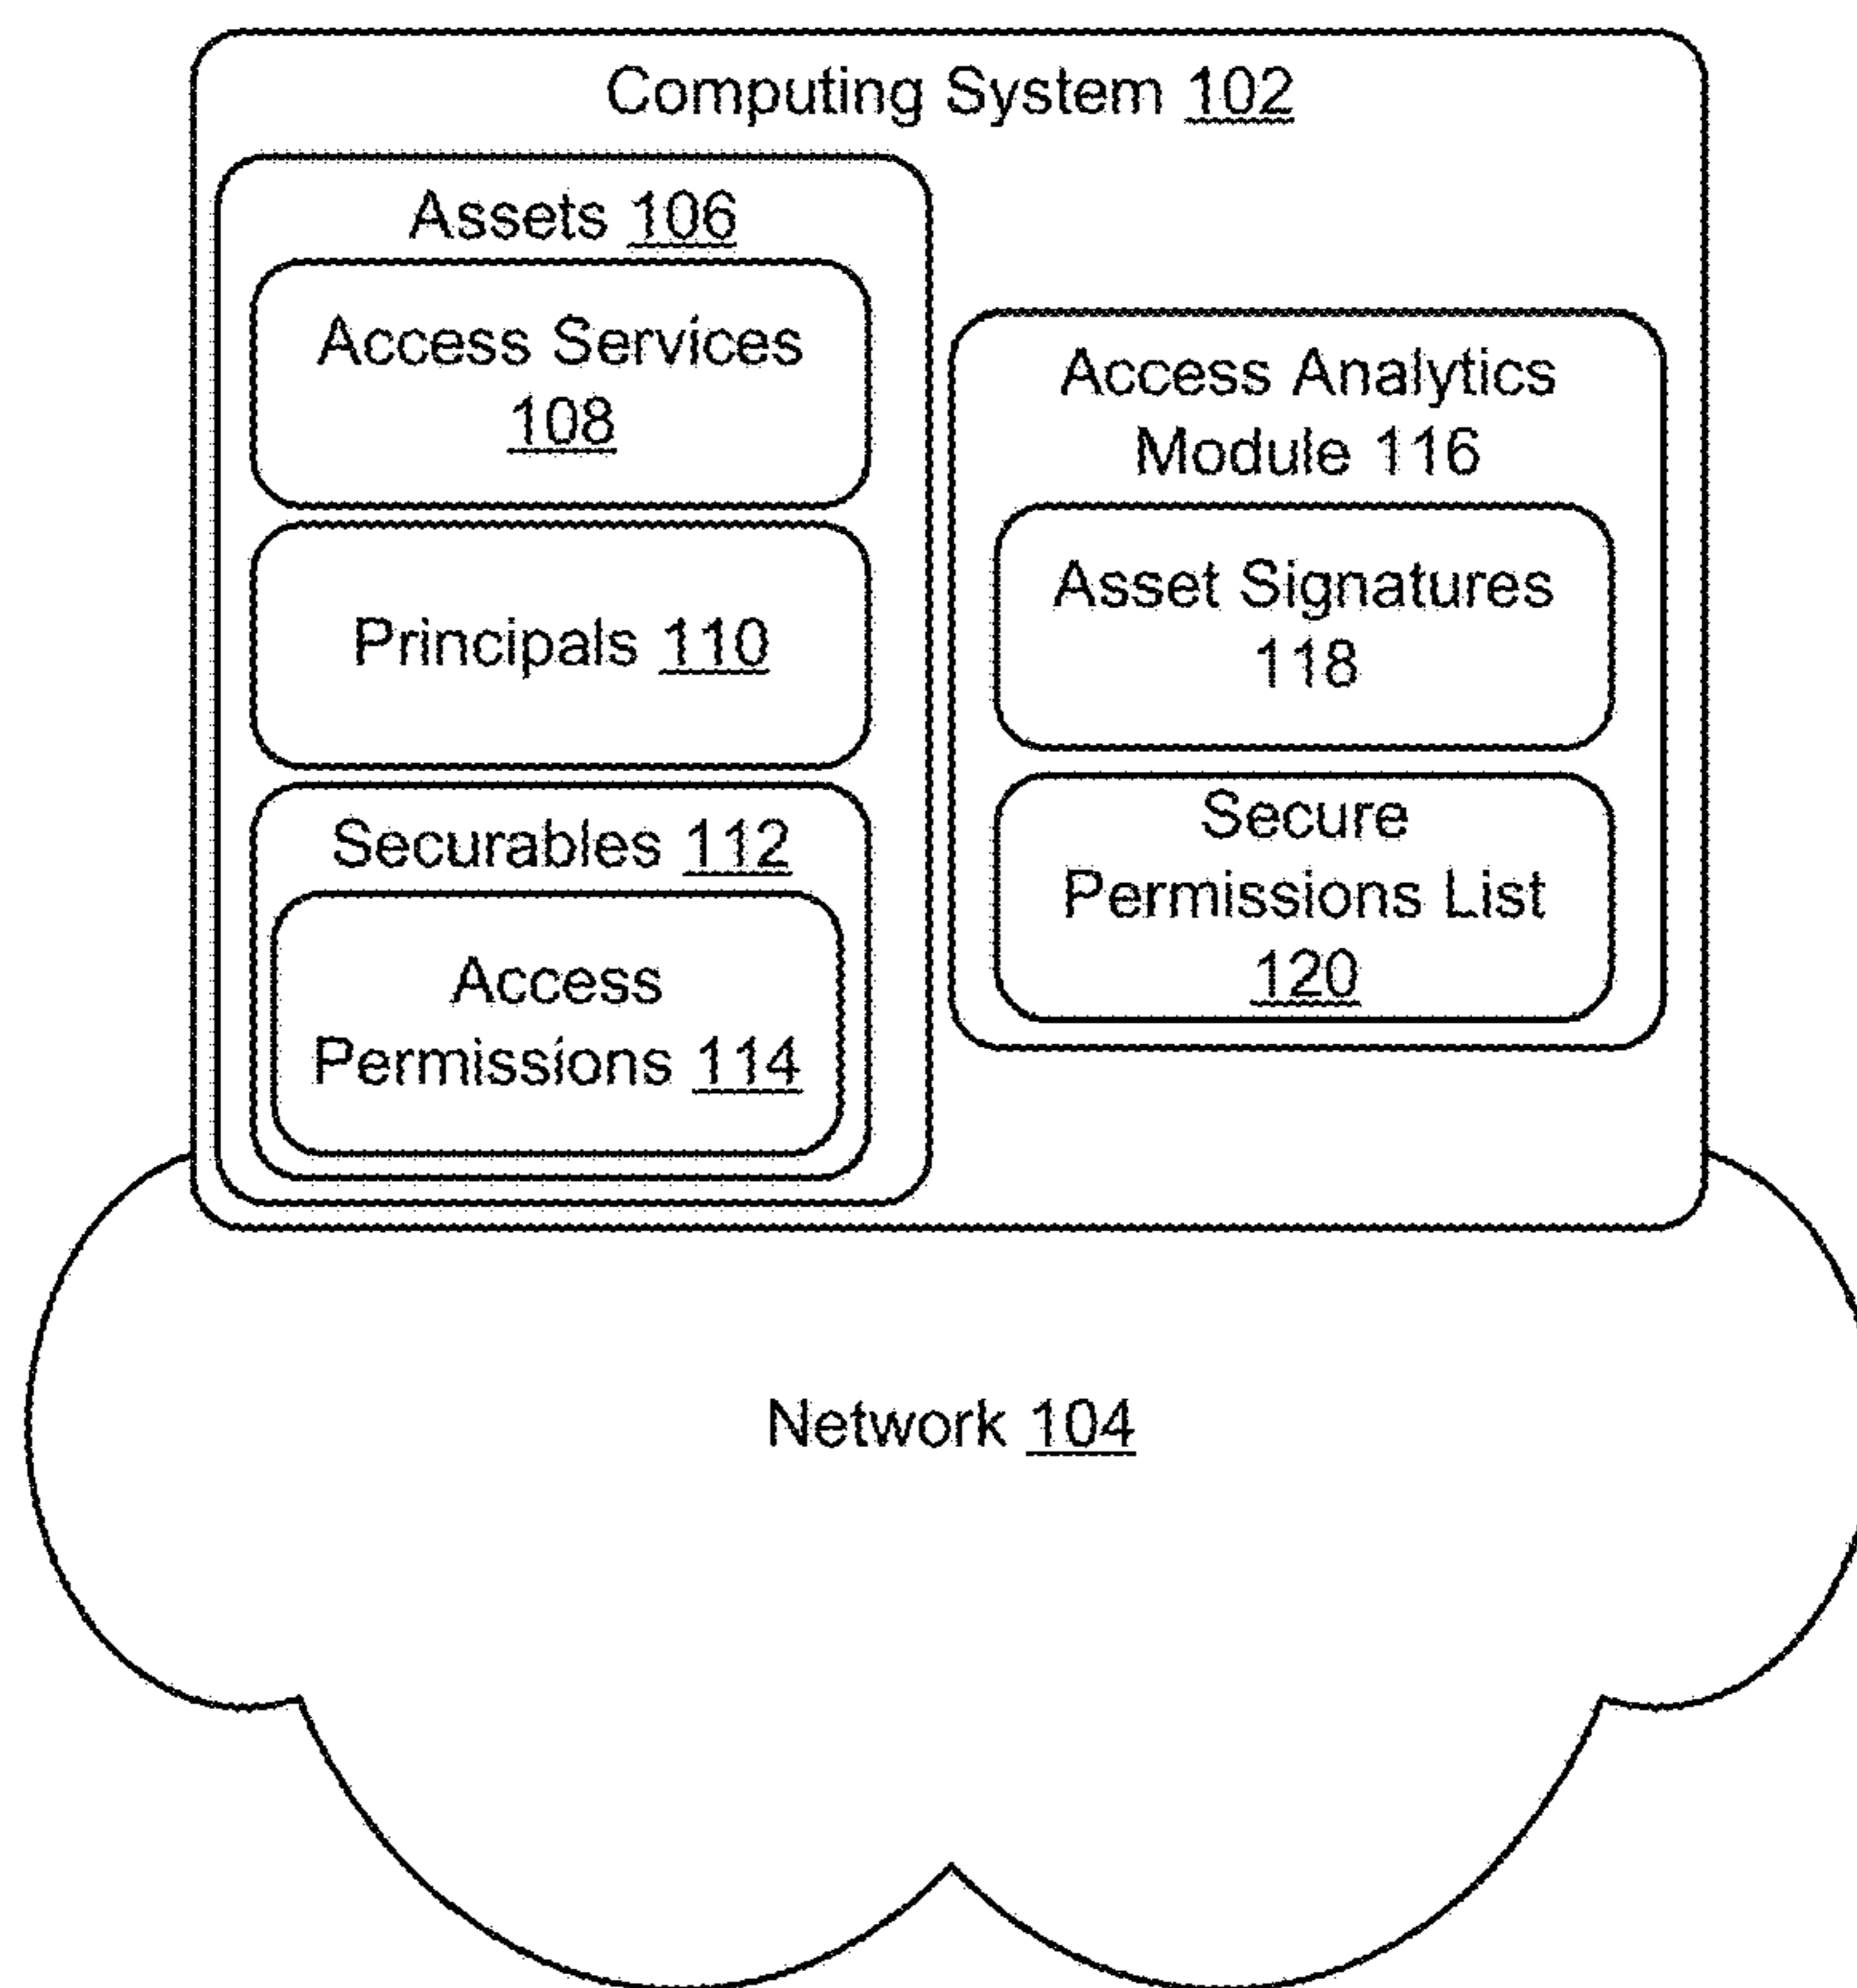 Computing System 102
Assets 106
Access Services
108
Principals 110
Securables 112
Access
Permissions 114
Access Analytics
Module 116
Asset Signatures
118
Secure
Permissions List
120
Network 104